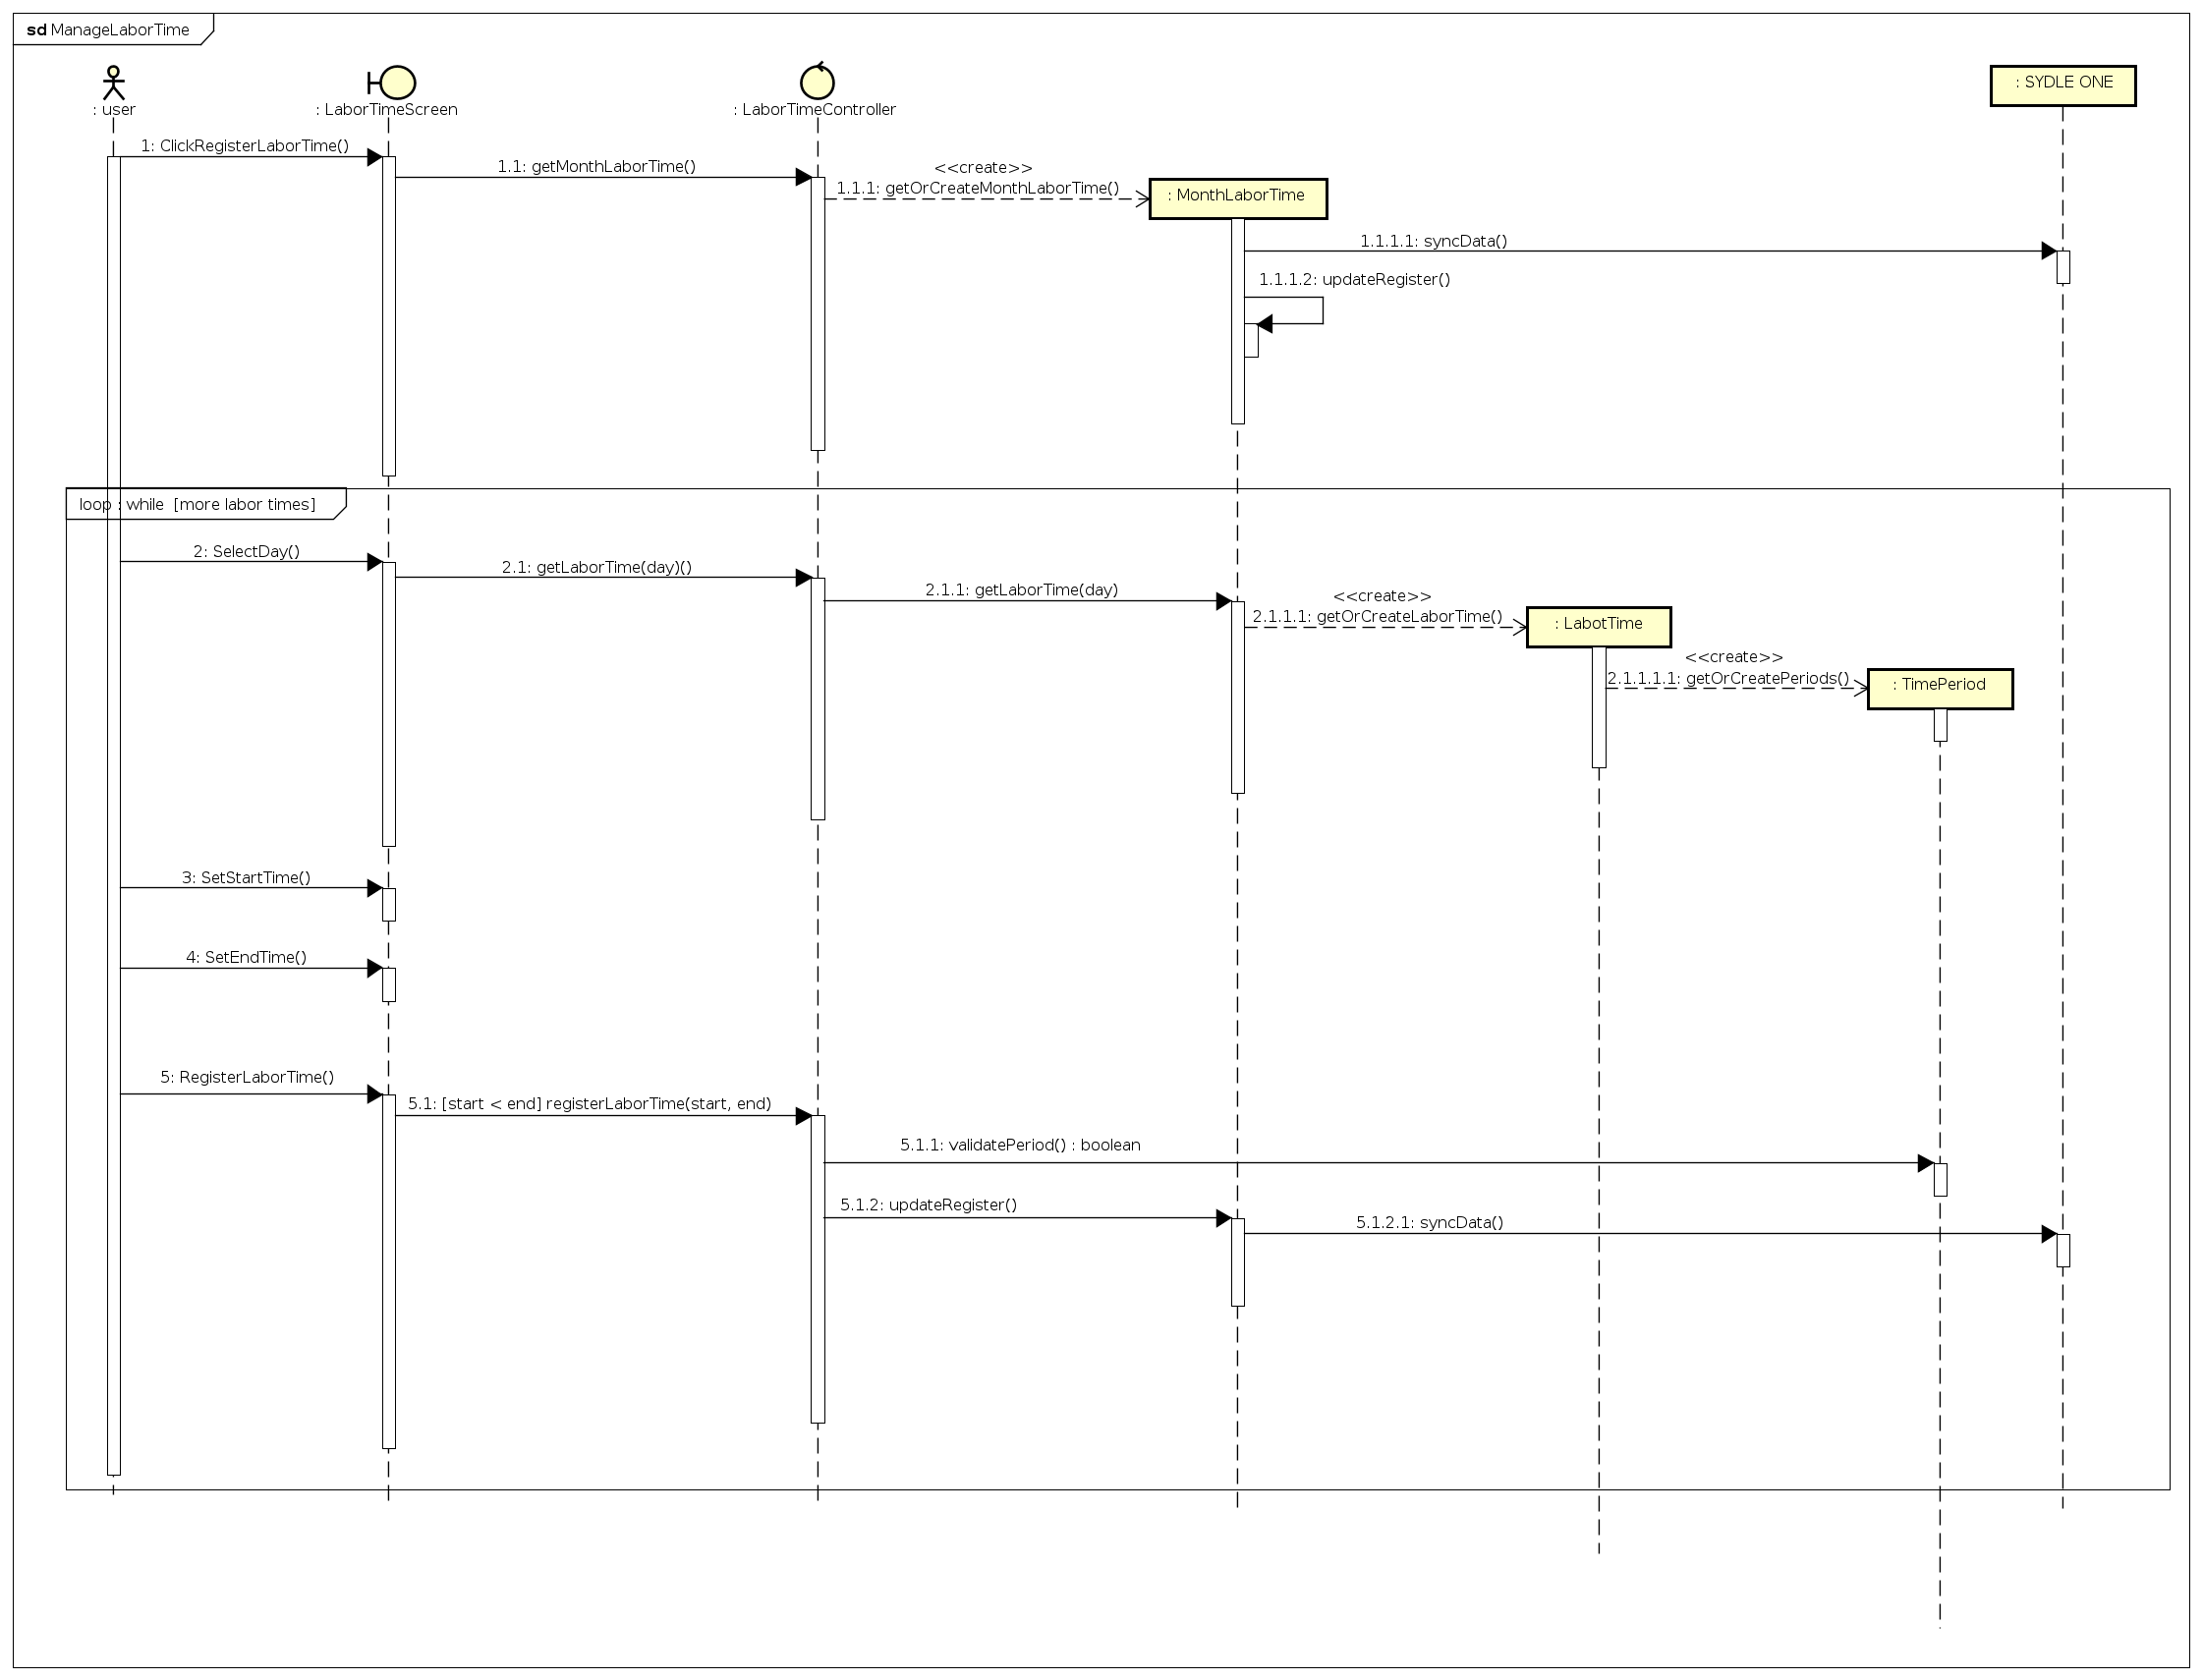 sd ManageLaborTime
: user
: LaborTimeScreen
: LaborTimeController
: SYDLE ONE
1: ClickRegisterLaborTime()
1.1: getMonthLaborTime()
<<create>>
1.1.1: getOrCreateMonthLaborTime()
: MonthLaborTime
1.1.1.1: syncData()
1.1.1.2: updateRegister()
loop : while [more labor times]
2: SelectDay()
2.1: getLaborTime(day)()
2.1.1: getLaborTime(day)
<<create>>
2.1.1.1: getOrCreateLaborTime()
: LabotTime
<<create>>
2.1.1.1.1: getOrCreatePeriods()
: TimePeriod
3: SetStartTime()
4: SetEndTime()
5: RegisterLaborTime()
5.1: [start < end] registerLaborTime(start, end)
5.1.1: validatePeriod() : boolean
5.1.2: updateRegister()
5.1.2.1: syncData()